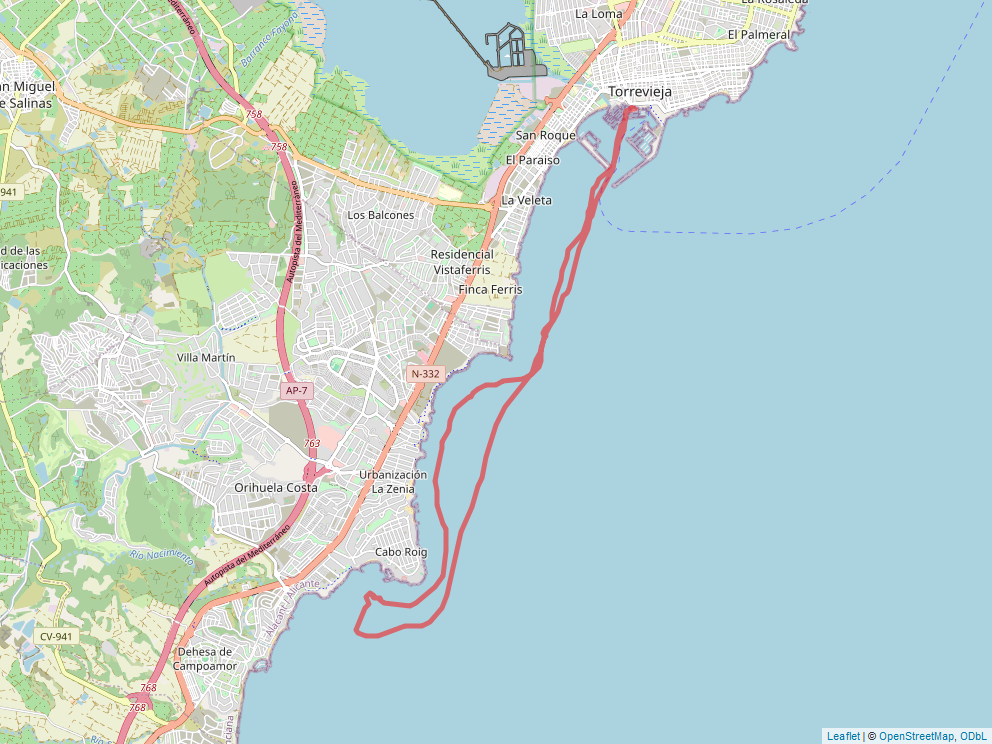 La Rosaleda
La Loma
El Palmeral
Mediterráneo
Barranco Fayona
an Miguel
e Salinas
Torrevieja
758
San Roque
758
El Paraiso
941
La Veleta
Los Balcones
Autopista del Mediterráneo
d de las
icaciones
Residencial
Vistaferris
Finca Ferris
Villa Martín
N-332
AP-7
763
Urbanización
La Zenia
Orihuela Costa
Río Nacimiento
Autopista del Mediterráneo
Cabo Roig
Alacant / Alicante
CV-941
Dehesa de
Campoamor
768
768
Río
nciana
Leaflet | © OpenStreetMap, ODbL